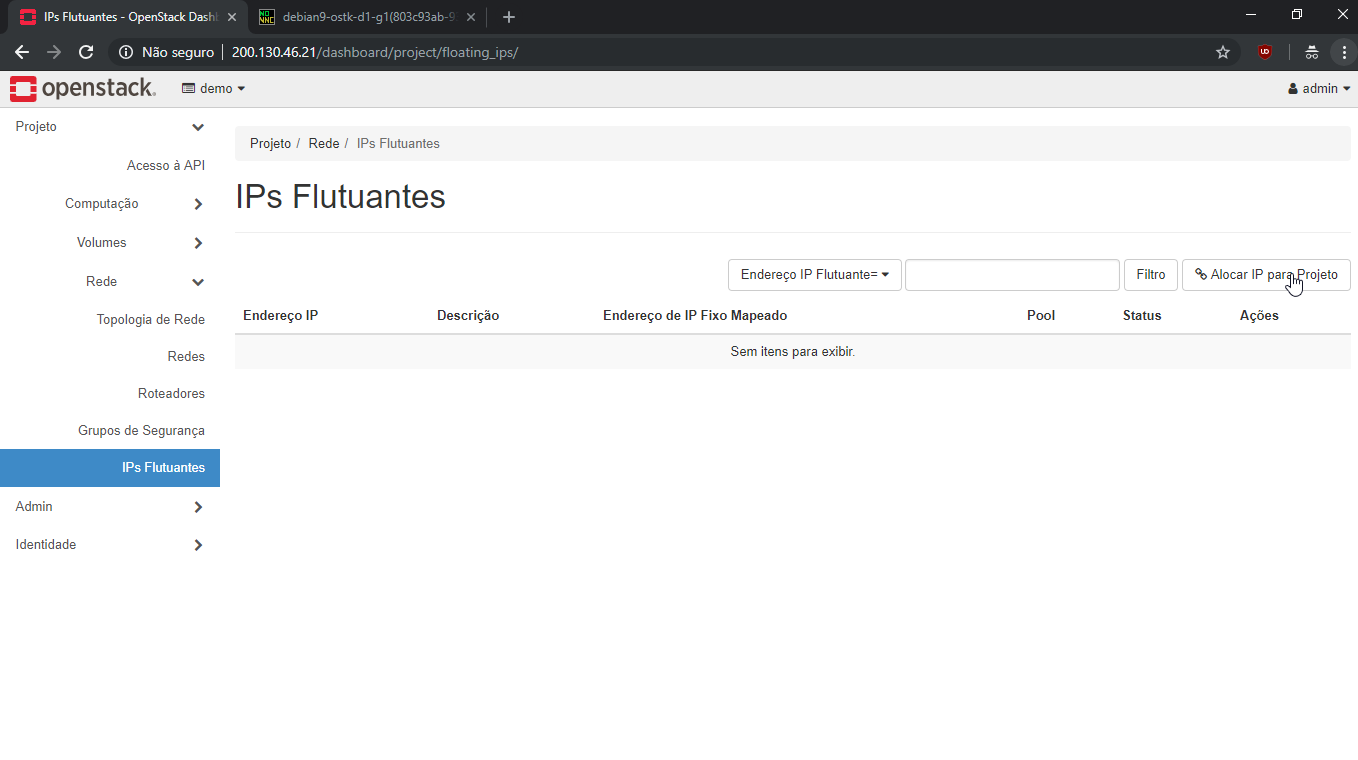 IPs Flutuantes - OpenStack Dash
debian9-ostk-d1-g1(803c93ab-9
Não seguro | 200.130.46.21/dashboard/project/floating_ips/
openstack. demo admin
Projeto
Acesso à API
Computação
Volumes
Rede
Topologia de Rede
Redes
Roteadores
Grupos de Segurança
IPs Flutuantes
Admin
Identidade
Projeto / Rede / IPs Flutuantes
IPs Flutuantes
Endereço IP Flutuante= Filtro Alocar IP para Projeto
Endereço IP Descrição Endereço de IP Fixo Mapeado Pool Status Ações
Sem itens para exibir.